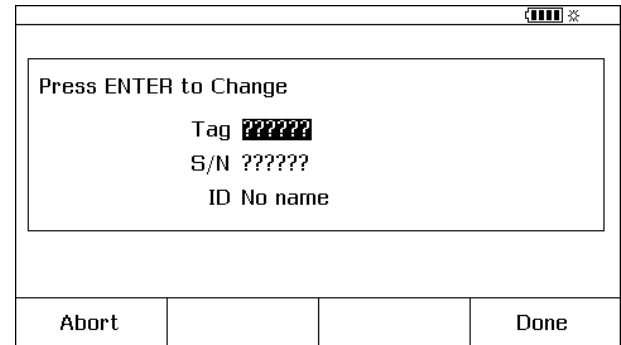 Press ENTER to Change
Tag ??????
S/N ??????
ID No name
Abort Done